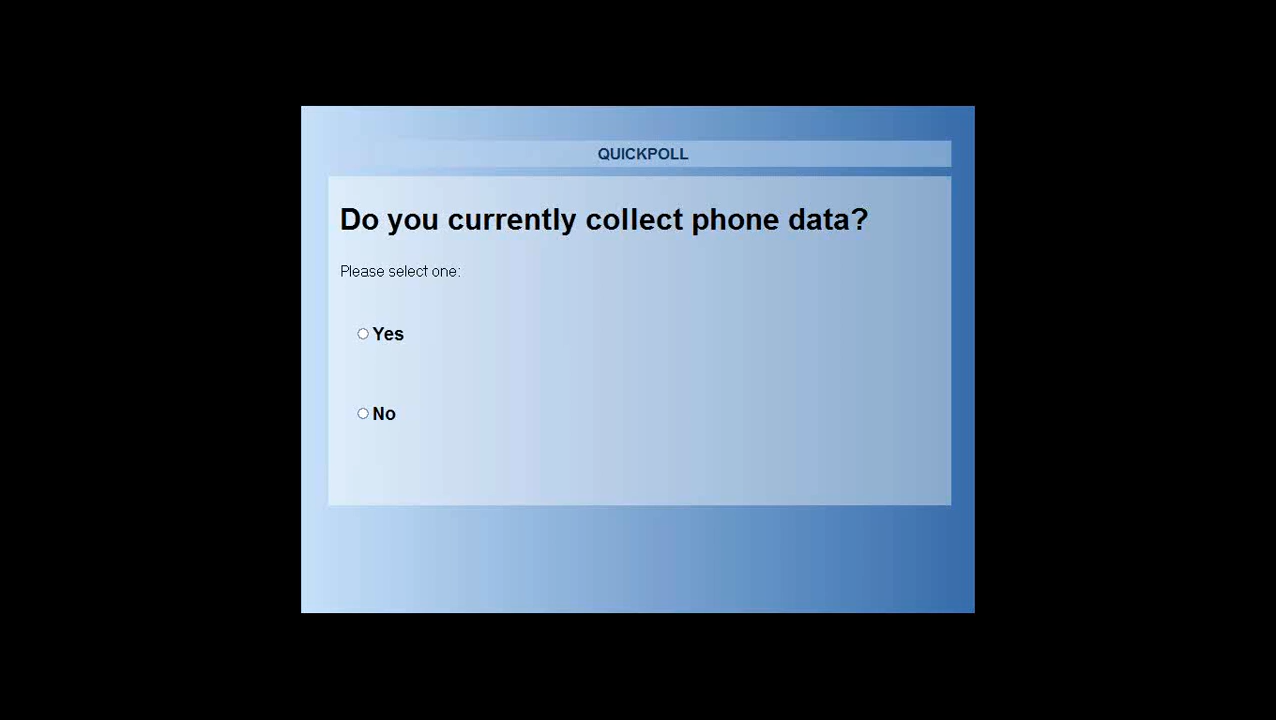 QUICKPOLL
Do you currently collect phone data?
Please select one:
Yes
No